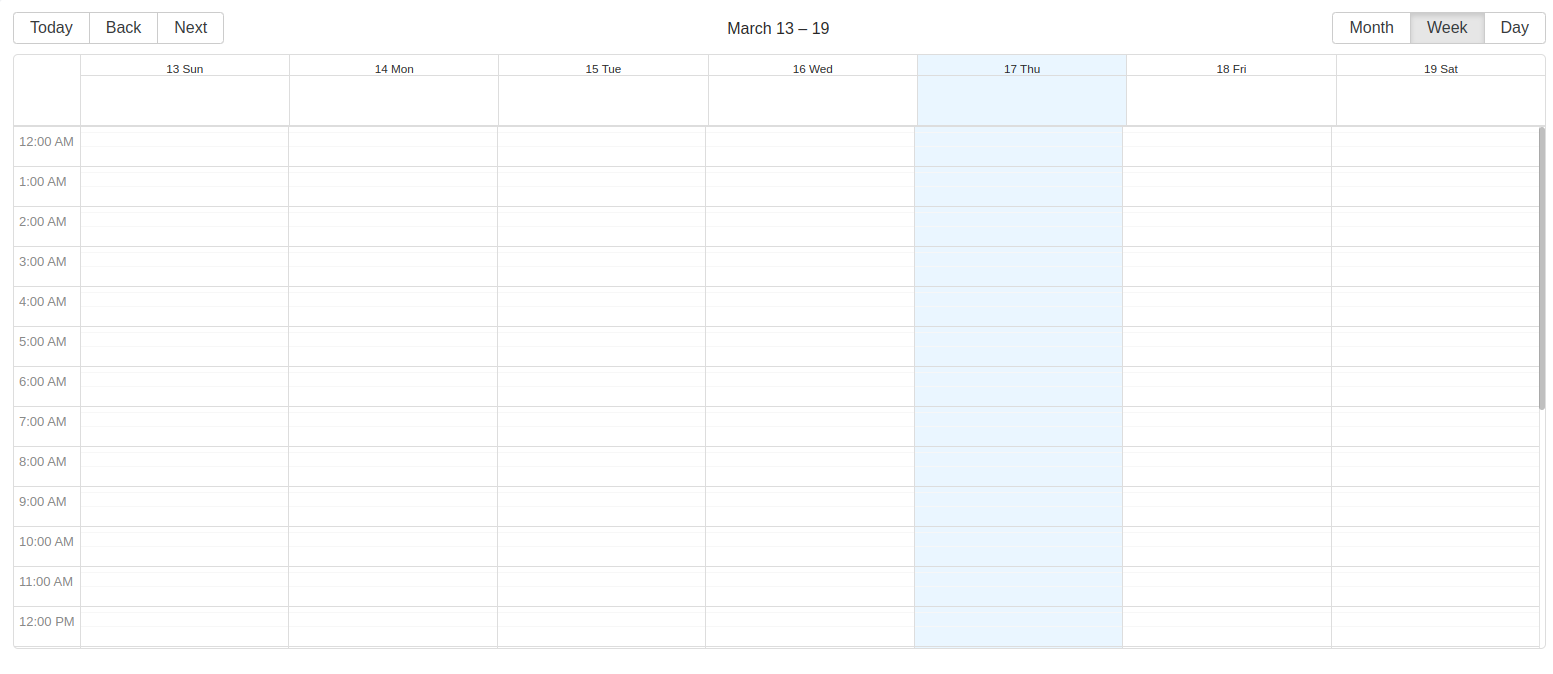 Today Back Next March 13 – 19 Month Week Day
13 Sun 14 Mon 15 Tue 16 Wed 17 Thu 18 Fri 19 Sat
12:00 AM
1:00 AM
2:00 AM
3:00 AM
4:00 AM
5:00 AM
6:00 AM
7:00 AM
8:00 AM
9:00 AM
10:00 AM
11:00 AM
12:00 PM